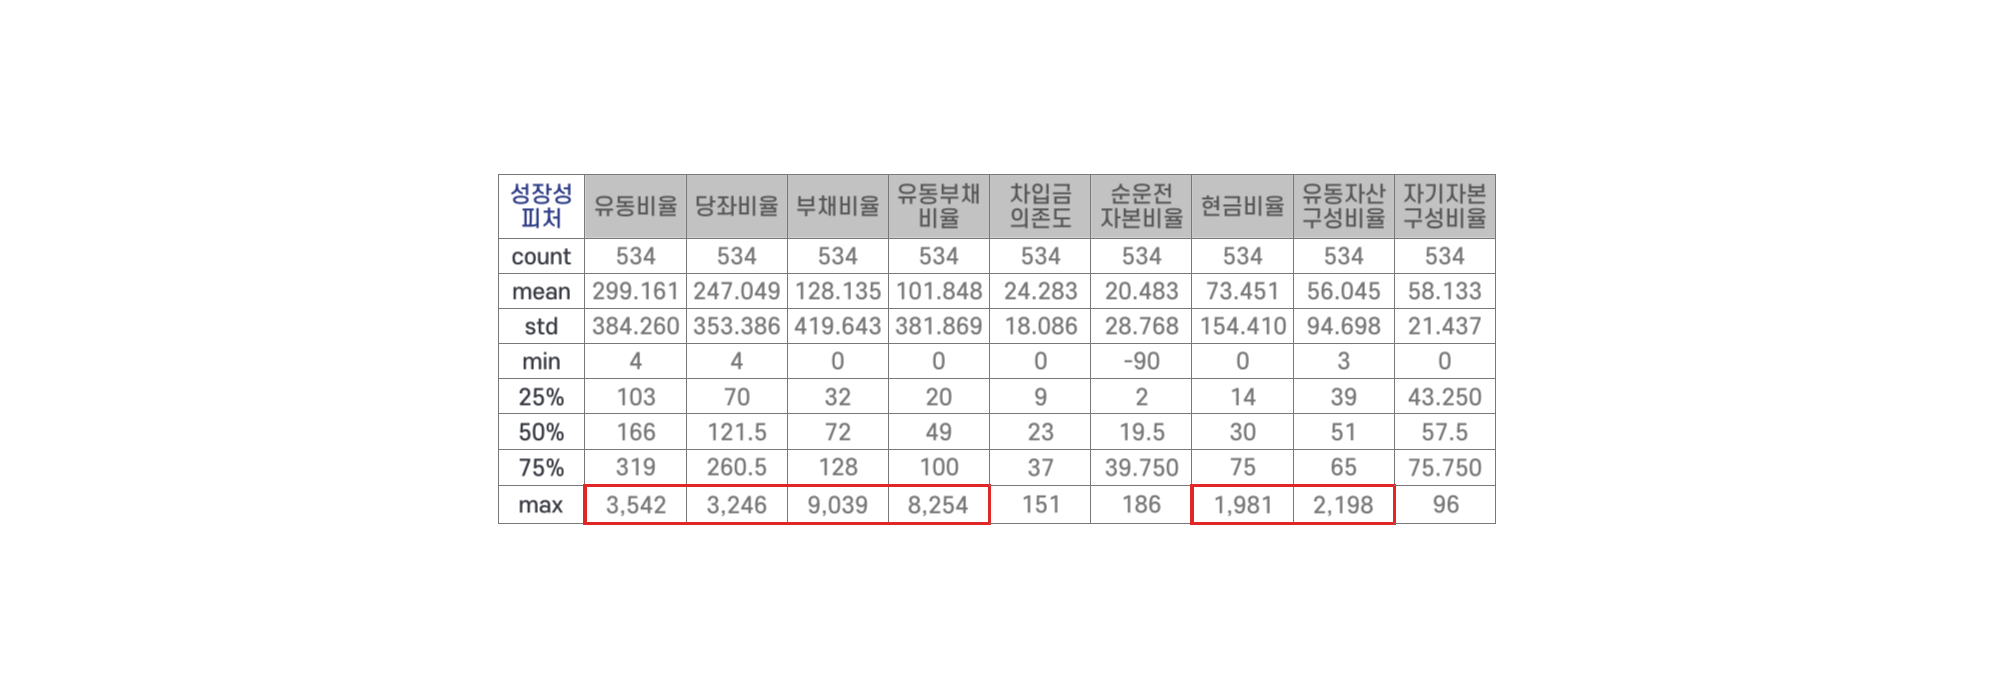 성장성 피처 유동비율 당좌비율 부채비율 유동부채 비율 차입금 의존도 순운전 자본비율 현금비율 유동자산 구성비율 자기자본 구성비율
count 534 534 534 534 534 534 534 534 534
mean 299.161 247.049 128.135 101.848 24.283 20.483 73.451 56.045 58.133
std 384.260 353.386 419.643 381.869 18.086 28.768 154.410 94.698 21.437
min 4 4 0 0 0 -90 0 3 0
25% 103 70 32 20 9 2 14 39 43.250
50% 166 121.5 72 49 23 19.5 30 51 57.5
75% 319 260.5 128 100 37 39.750 75 65 75.750
max 3,542 3,246 9,039 8,254 151 186 1,981 2,198 96